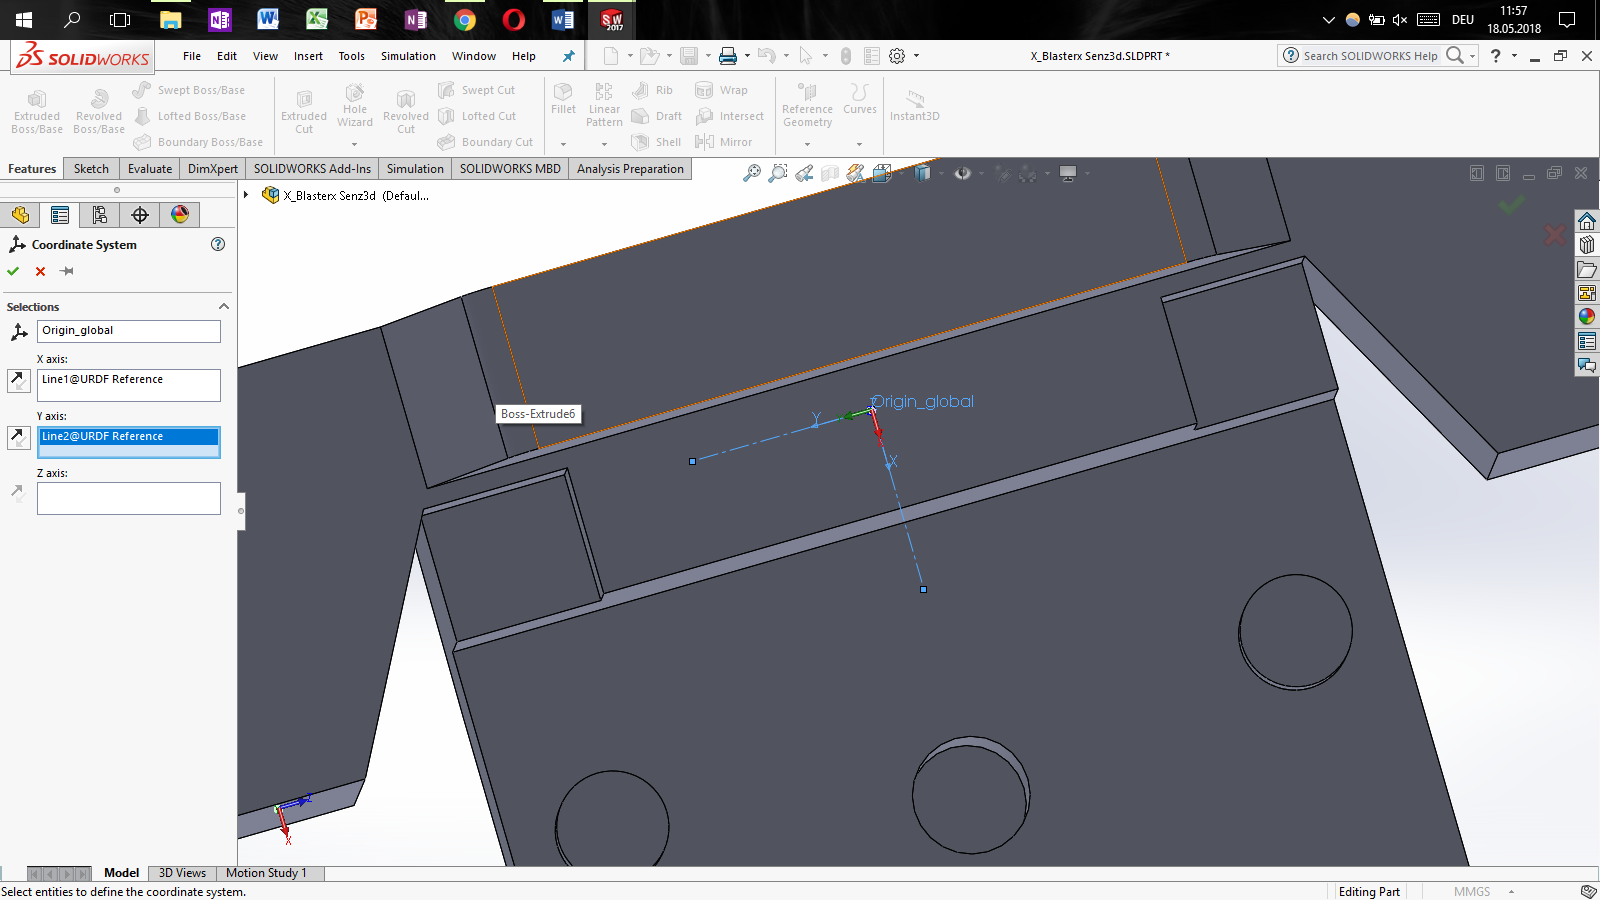 11:57
DEU
18.05.2018
SW
2017
SOLIDWORKS
File Edit View Insert Tools Simulation Window Help
X_Blasterx Senz3d.SLDPRT *
Search SOLIDWORKS Help
Extruded Boss/Base
Revolved Boss/Base
Swept Boss/Base
Lofted Boss/Base
Boundary Boss/Base
Extruded Cut
Hole Wizard
Revolved Cut
Swept Cut
Lofted Cut
Boundary Cut
Fillet
Linear Pattern
Rib
Draft
Shell
Wrap
Intersect
Mirror
Reference Geometry
Curves
Instant3D
Features Sketch Evaluate DimXpert SOLIDWORKS Add-Ins Simulation SOLIDWORKS MBD Analysis Preparation
X_Blasterx Senz3d (Defaul...
Coordinate System
Selections
Origin_global
X axis:
Line1@URDF Reference
Y axis:
Line2@URDF Reference
Z axis:
Boss-Extrude6
Origin_global
Y
X
Z
X
Model 3D Views Motion Study 1
Select entities to define the coordinate system.
Editing Part
MMGS